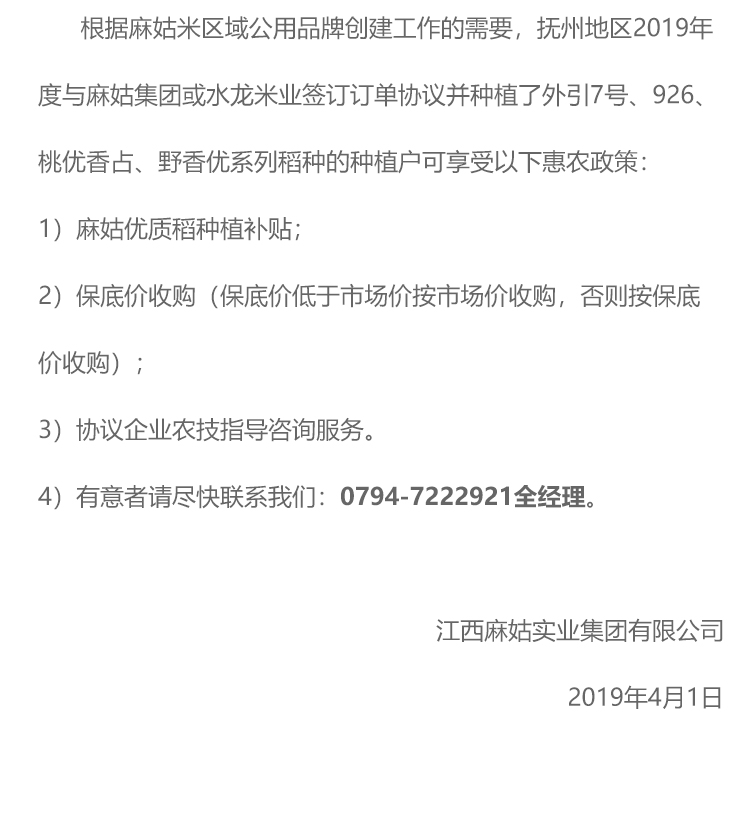 根据麻姑米区域公用品牌创建工作的需要，抚州地区2019年
度与麻姑集团或水龙米业签订订单协议并种植了外引7号、926、
桃优香占、野香优系列稻种的种植户可享受以下惠农政策：
1）麻姑优质稻种植补贴；
2）保底价收购（保底价低于市场价按市场价收购，否则按保底
价收购）；
3）协议企业农技指导咨询服务。
4）有意者请尽快联系我们：0794-7222921全经理。
江西麻姑实业集团有限公司
2019年4月1日